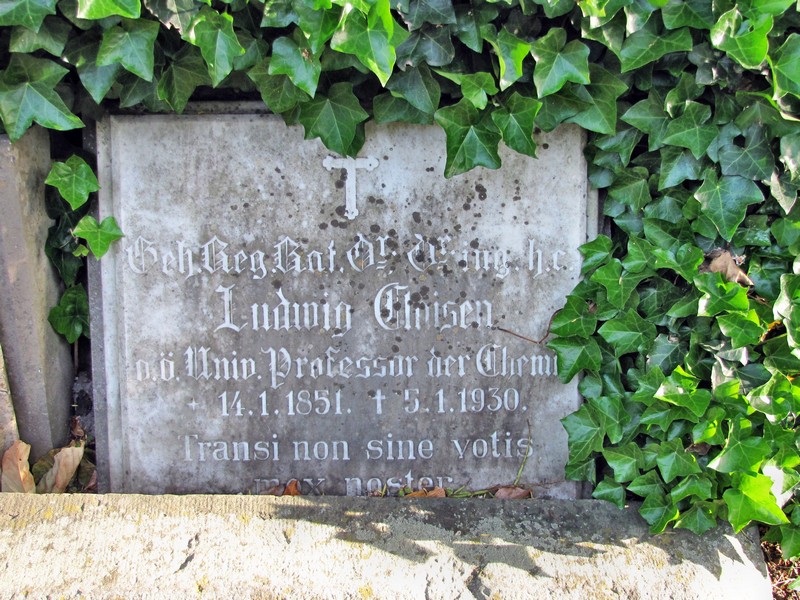 Geh. Reg. Rat. Dr. Dr. ing. h.c.
Ludwig Claisen
o.ö. Univ. Professor der Chemi
* 14.1.1851. † 5.1.1930.
Transi non sine votis
mox noster